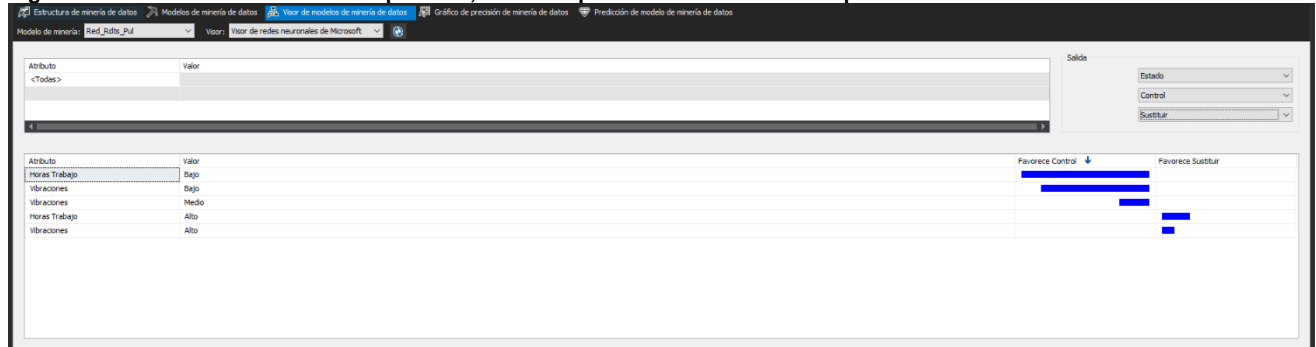 Estructura de minería de datos Modelos de minería de datos Visor de modelos de minería de datos Gráfico de precisión de minería de datos Predicción de modelo de minería de datos
Modelo de minería: Red_Rdts_Pul Visor: Visor de redes neuronales de Microsoft
Salida
Atributo Valor
<Todas>
Estado
Control
Sustituir
Atributo Valor Favorece Control Favorece Sustituir
Horas Trabajo Bajo
Vibraciones Bajo
Vibraciones Medio
Horas Trabajo Alto
Vibraciones Alto